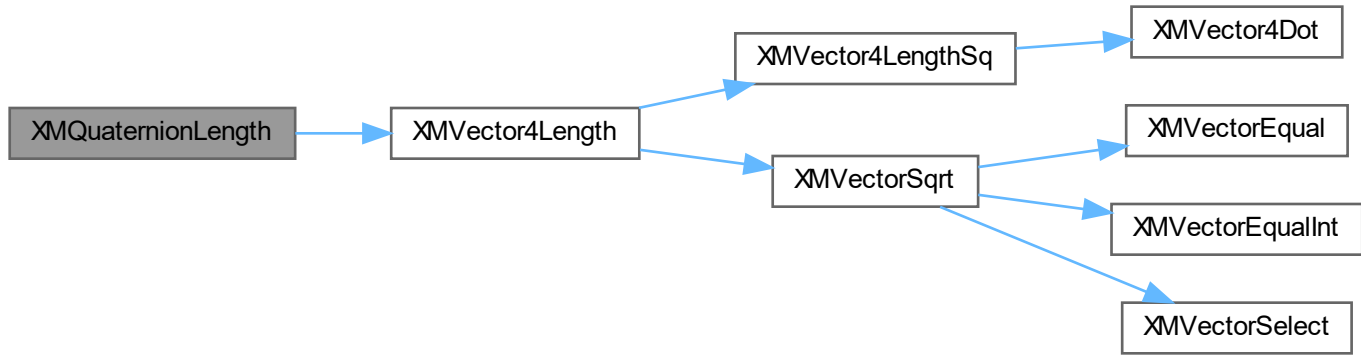 XMQuaternionLength
XMVector4Length
XMVector4LengthSq
XMVector4Dot
XMVectorSqrt
XMVectorEqual
XMVectorEqualInt
XMVectorSelect